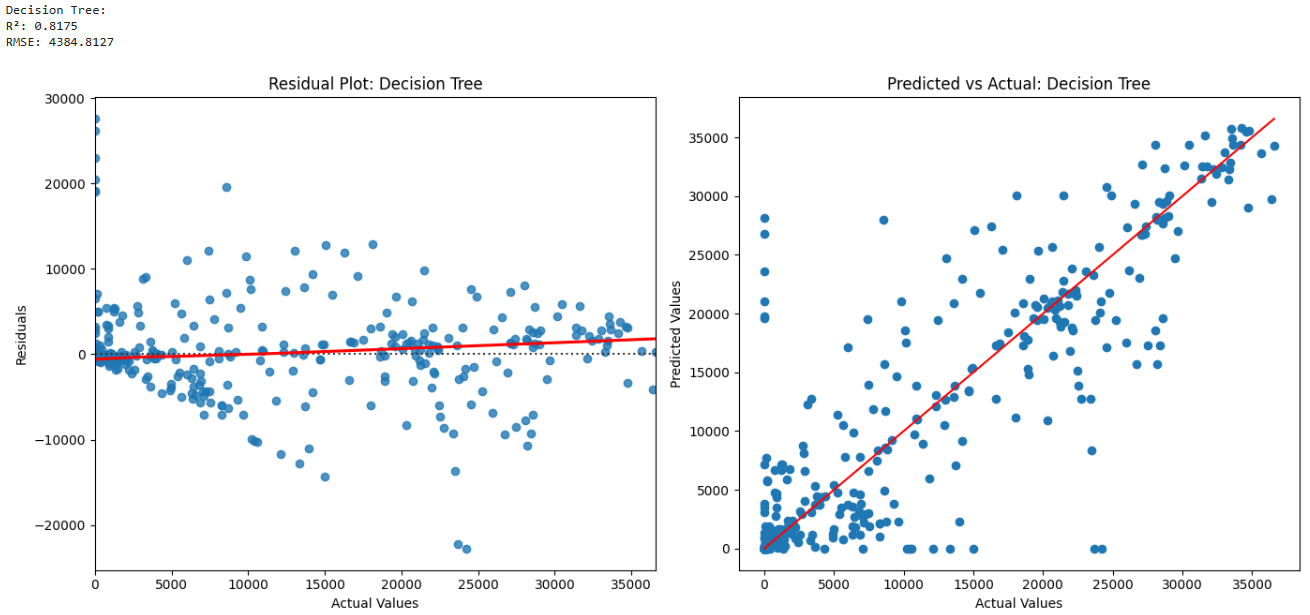 Decision Tree:
R²: 0.8175
RMSE: 4384.8127
Residual Plot: Decision Tree
30000
20000
10000
0
−10000
−20000
Residuals
0 5000 10000 15000 20000 25000 30000 35000
Actual Values
Predicted vs Actual: Decision Tree
35000
30000
25000
20000
15000
10000
5000
0
Predicted Values
0 5000 10000 15000 20000 25000 30000 35000
Actual Values